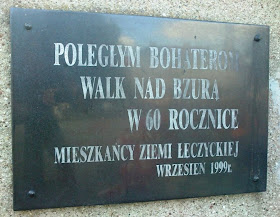 POLEGŁYM BOHATEROM
WALK NAD BZURĄ
W 60 ROCZNICĘ
MIESZKAŃCY ZIEMI ŁĘCZYCKIEJ
WRZESIEŃ 1999r.